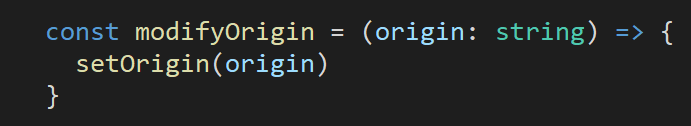 const modifyOrigin = (origin: string) => {
  setOrigin(origin)
}